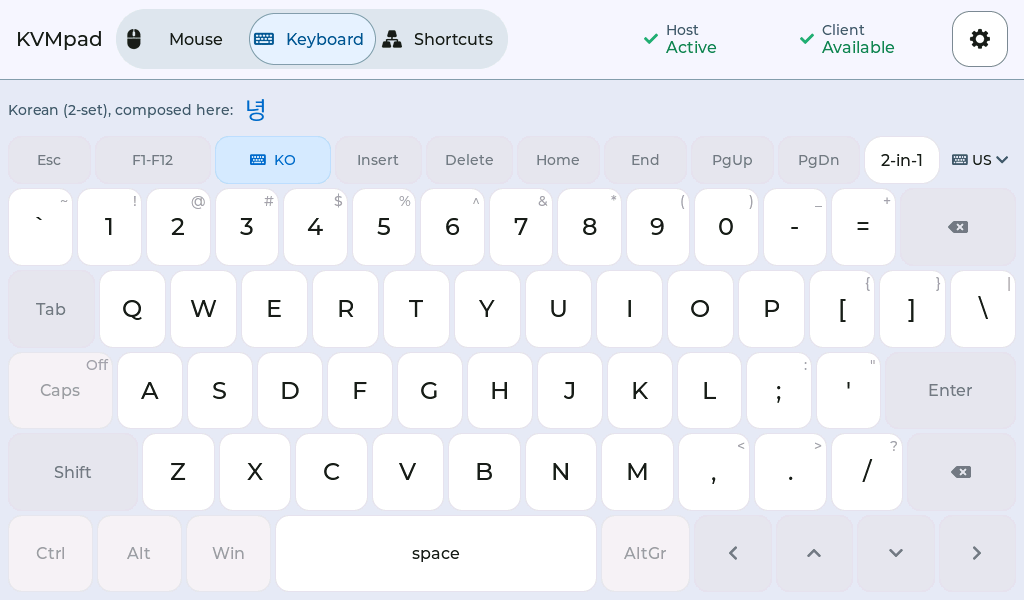 KVMpad Mouse Keyboard Shortcuts Host Active Client Available
Korean (2-set), composed here: 녕
Esc F1-F12 KO Insert Delete Home End PgUp PgDn 2-in-1 US
` ~ 1 ! 2 @ 3 # 4 $ 5 % 6 ^ 7 & 8 * 9 ( 0 ) - _ = +
Tab Q W E R T Y U I O P [ { ] } \ |
Caps Off A S D F G H J K L ; : ' " Enter
Shift Z X C V B N M , < . > / ?
Ctrl Alt Win space AltGr